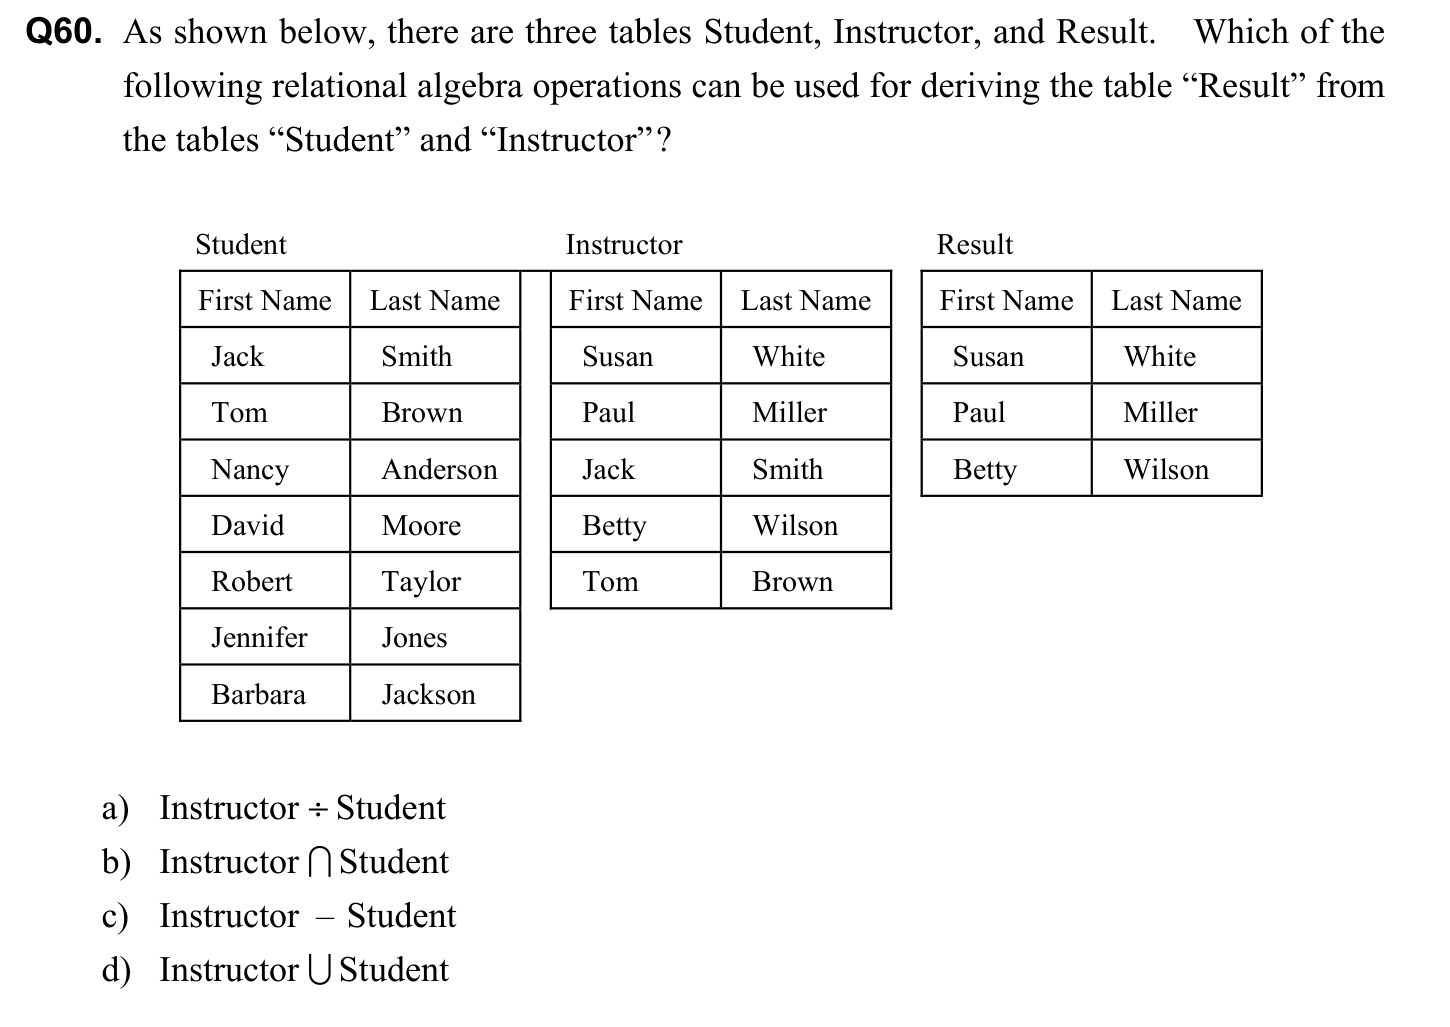 Q60. As shown below, there are three tables Student, Instructor, and Result. Which of the
following relational algebra operations can be used for deriving the table “Result” from
the tables “Student” and “Instructor”?
Student Instructor Result
First Name Last Name First Name Last Name First Name Last Name
Jack Smith Susan White Susan White
Tom Brown Paul Miller Paul Miller
Nancy Anderson Jack Smith Betty Wilson
David Moore Betty Wilson
Robert Taylor Tom Brown
Jennifer Jones
Barbara Jackson
a) Instructor ÷ Student
b) Instructor ⋂ Student
c) Instructor – Student
d) Instructor ⋃ Student